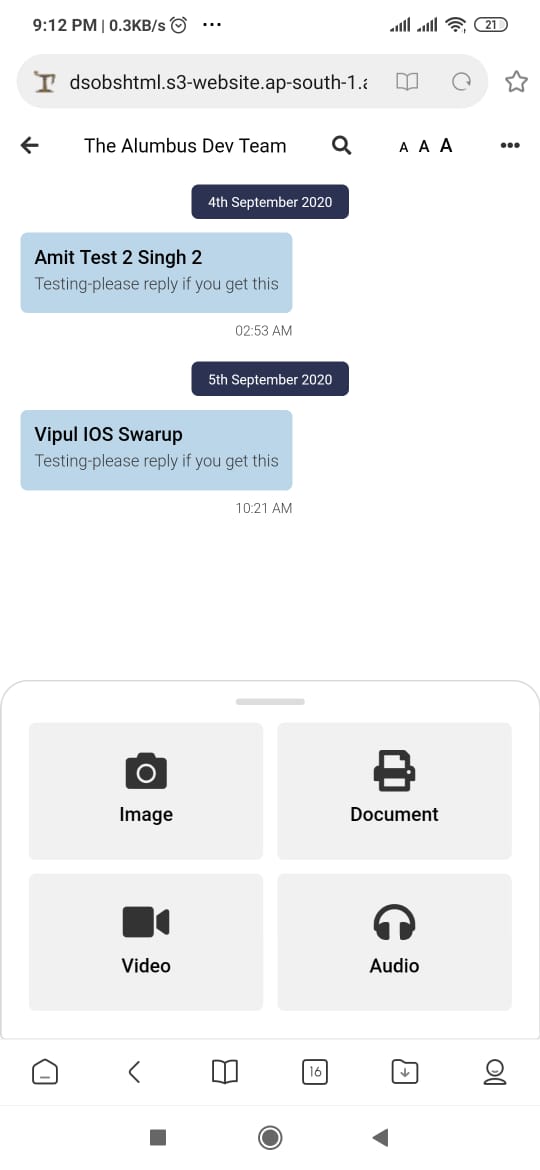 9:12 PM | 0.3KB/s
21
dsobshtml.s3-website.ap-south-1.a
The Alumbus Dev Team A A A
4th September 2020
Amit Test 2 Singh 2
Testing-please reply if you get this
02:53 AM
5th September 2020
Vipul IOS Swarup
Testing-please reply if you get this
10:21 AM
Image
Document
Video
Audio
16